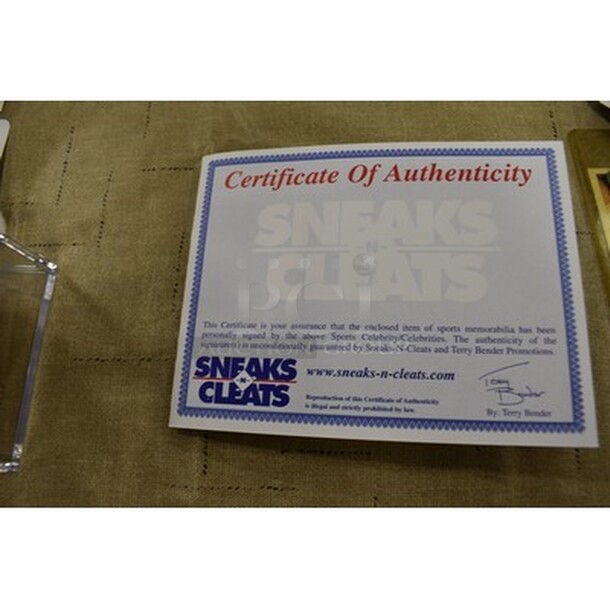 Certificate Of Authenticity
SNEAKS
-N-
CLEATS
This Certificate is your assurance that the enclosed item of sports memorabilia has been
personally signed by the above Sports Celebrity/Celebrities. The authenticity of the
signature(s) is unconditionally guaranteed by Sneaks-N-Cleats and Terry Bender Promotions.
SNEAKS
-N-
CLEATS
www.sneaks-n-cleats.com
Reproduction of this Certificate of Authenticity
is illegal and strictly prohibited by law.
Terry
Bender
By: Terry Bender